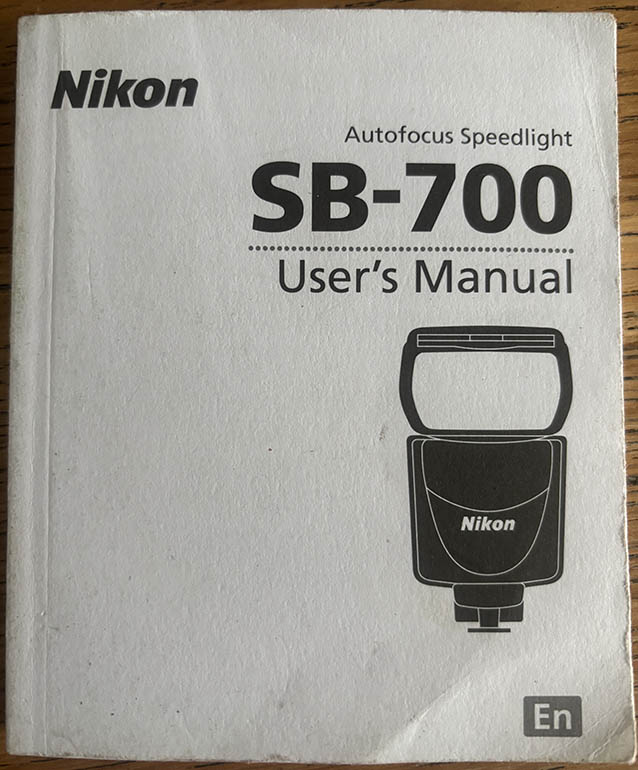 Nikon
Autofocus Speedlight
SB-700
User's Manual
Nikon
En